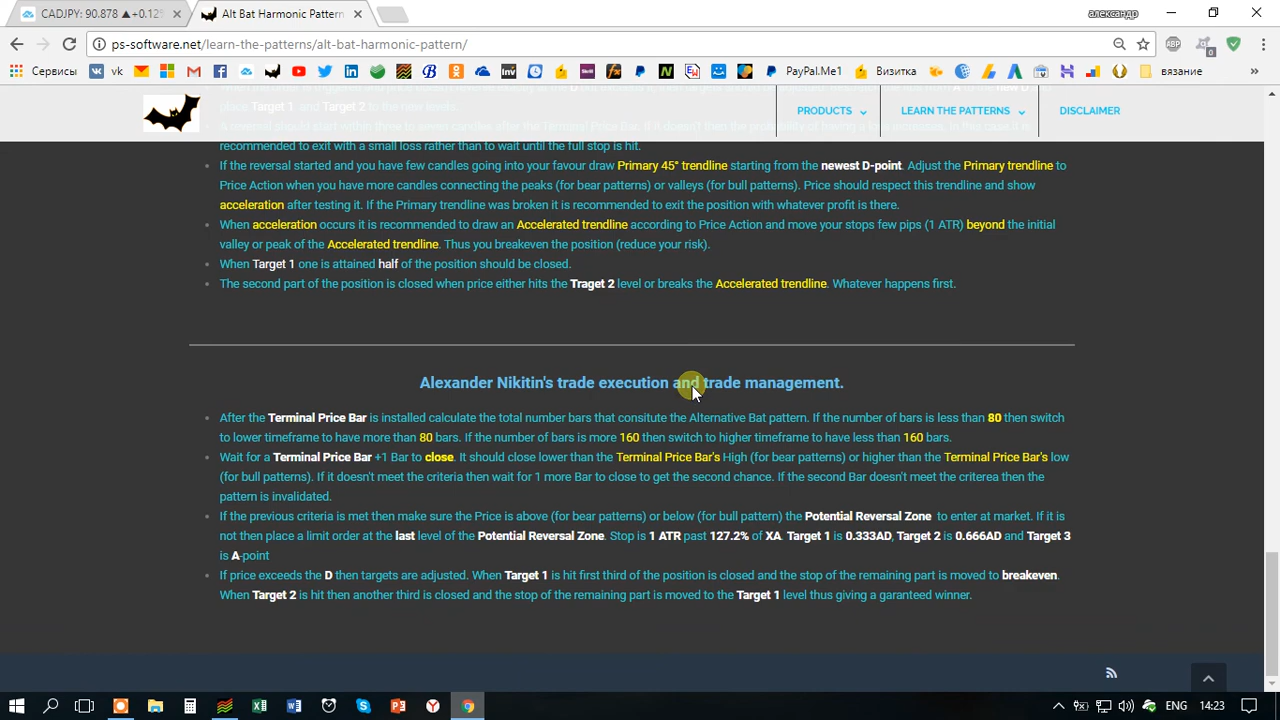 CADJPY: 90.878 ▲+0.12%
Alt Bat Harmonic Pattern
александр
ps-software.net/learn-the-patterns/alt-bat-harmonic-pattern/
Сервисы
vk
PayPal.Me1
Визитка
вязание
PRODUCTS
LEARN THE PATTERNS
DISCLAIMER
place Target 1 and Target 2 to the new levels.
recommended to exit with a small loss rather than to wait until the full stop is hit.
If the reversal started and you have few candles going into your favour draw Primary 45° trendline starting from the newest D-point. Adjust the Primary trendline to
Price Action when you have more candles connecting the peaks (for bear patterns) or valleys (for bull patterns). Price should respect this trendline and show
acceleration after testing it. If the Primary trendline was broken it is recommended to exit the position with whatever profit is there.
When acceleration occurs it is recommended to draw an Accelerated trendline according to Price Action and move your stops few pips (1 ATR) beyond the initial
valley or peak of the Accelerated trendline. Thus you breakeven the position (reduce your risk).
When Target 1 one is attained half of the position should be closed.
The second part of the position is closed when price either hits the Traget 2 level or breaks the Accelerated trendline. Whatever happens first.
Alexander Nikitin's trade execution and trade management.
After the Terminal Price Bar is installed calculate the total number bars that consitute the Alternative Bat pattern. If the number of bars is less than 80 then switch
to lower timeframe to have more than 80 bars. If the number of bars is more 160 then switch to higher timeframe to have less than 160 bars.
Wait for a Terminal Price Bar +1 Bar to close. It should close lower than the Terminal Price Bar's High (for bear patterns) or higher than the Terminal Price Bar's low
(for bull patterns). If it doesn't meet the criteria then wait for 1 more Bar to close to get the second chance. If the second Bar doesn't meet the criterea then the
pattern is invalidated.
If the previous criteria is met then make sure the Price is above (for bear patterns) or below (for bull pattern) the Potential Reversal Zone to enter at market. If it is
not then place a limit order at the last level of the Potential Reversal Zone. Stop is 1 ATR past 127.2% of XA. Target 1 is 0.333AD, Target 2 is 0.666AD and Target 3
is A-point
If price exceeds the D then targets are adjusted. When Target 1 is hit first third of the position is closed and the stop of the remaining part is moved to breakeven.
When Target 2 is hit then another third is closed and the stop of the remaining part is moved to the Target 1 level thus giving a garanteed winner.
ENG
14:23